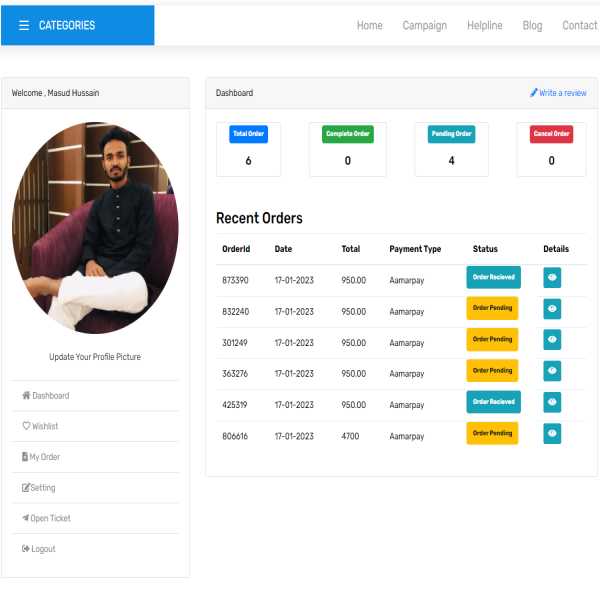 ☰ CATEGORIES
Home Campaign Helpline Blog Contact
Welcome , Masud Hussain
Update Your Profile Picture
Dashboard
Wishlist
My Order
Setting
Open Ticket
Logout
Dashboard Write a review
Total Order Complete Order Pending Order Cancel Order
6 0 4 0
Recent Orders
OrderId Date Total Payment Type Status Details
873390 17-01-2023 950.00 Aamarpay Order Recieved
832240 17-01-2023 950.00 Aamarpay Order Pending
301249 17-01-2023 950.00 Aamarpay Order Pending
363276 17-01-2023 950.00 Aamarpay Order Pending
425319 17-01-2023 950.00 Aamarpay Order Recieved
806616 17-01-2023 4700 Aamarpay Order Pending